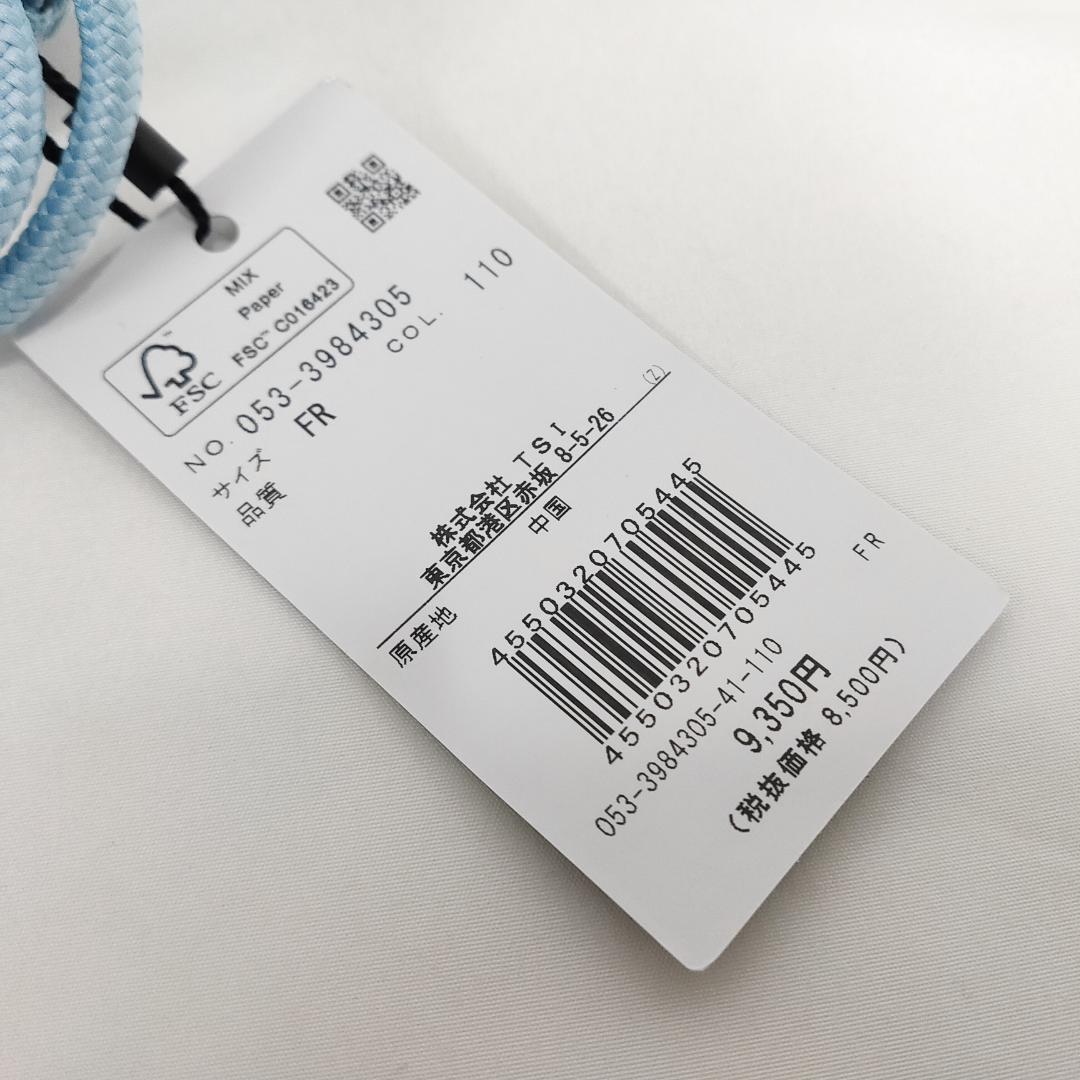 MIX
Paper
FSC™ C016423
™
FSC
NO. 053-3984305
COL. 110
サイズ FR
品質
(Z)
株式会社 TSI
東京都港区赤坂 8-5-26
原産地 中国
4550320705445
4550320705445
FR
053-3984305-41-110
9,350円
(税抜価格 8,500円)